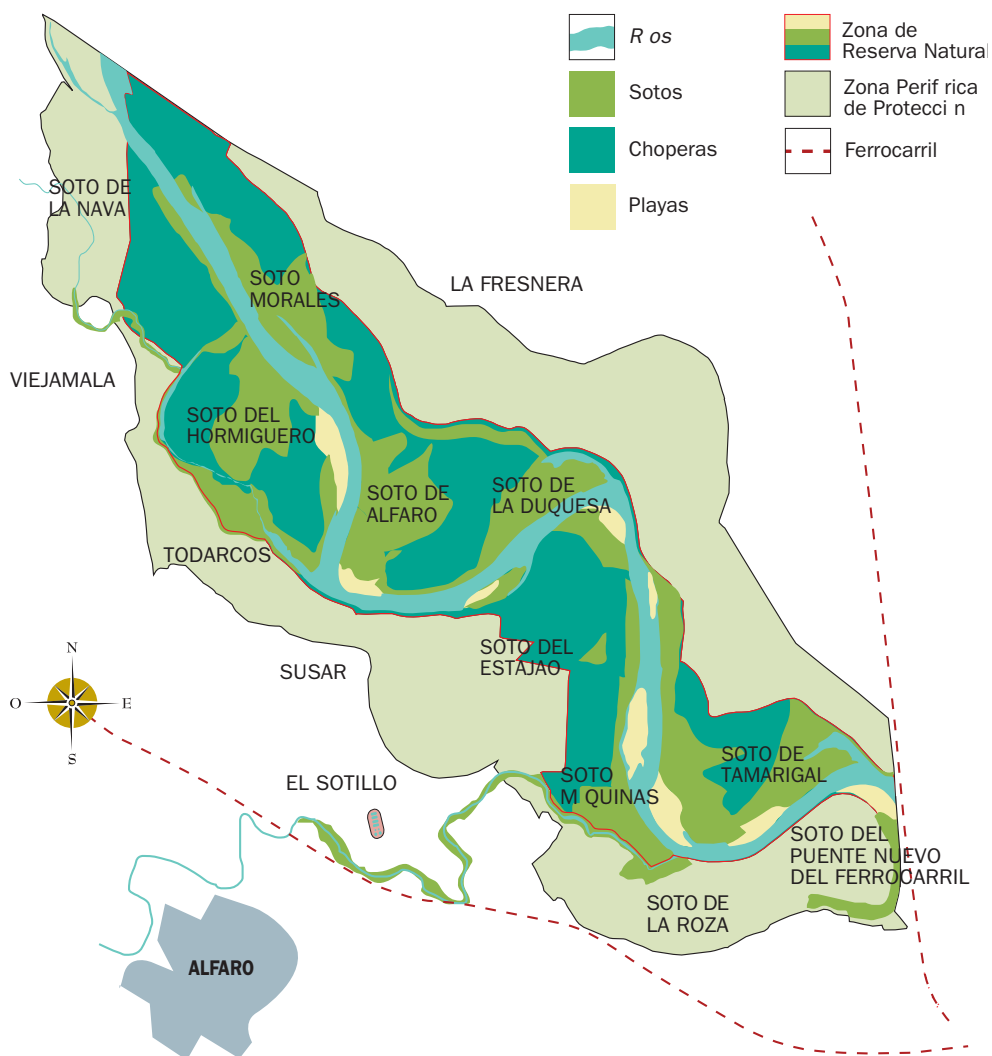 R os
Sotos
Choperas
Playas
Zona de
Reserva Natural
Zona Perif rica
de Protecci n
Ferrocarril
SOTO DE
LA NAVA
SOTO
MORALES
LA FRESNERA
VIEJAMALA
SOTO DEL
HORMIGUERO
SOTO DE
ALFARO
SOTO DE
LA DUQUESA
TODARCOS
SOTO DEL
ESTAJAO
SUSAR
N
O
E
S
SOTO DE
TAMARIGAL
EL SOTILLO
SOTO
M QUINAS
SOTO DEL
PUENTE NUEVO
DEL FERROCARRIL
SOTO DE
LA ROZA
ALFARO